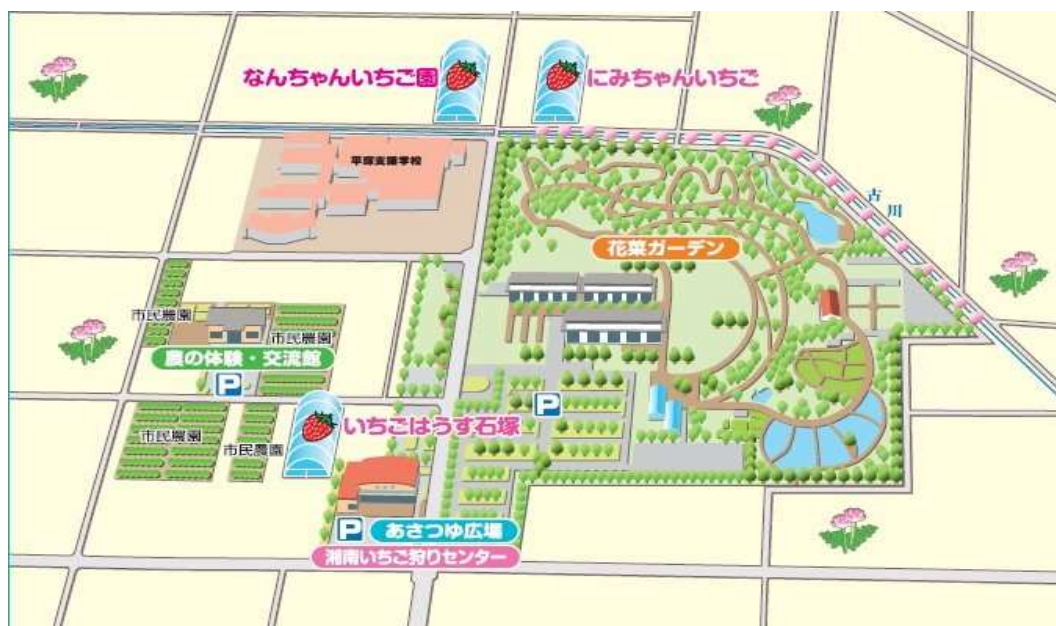 なんちゃんいちご園
にみちゃんいちご
平塚支援学校
古川
花菜ガーデン
市民農園
市民農園
農の体験・交流館
P
P
いちごはうす石塚
市民農園
市民農園
P
あさつゆ広場
湘南いちご狩りセンター